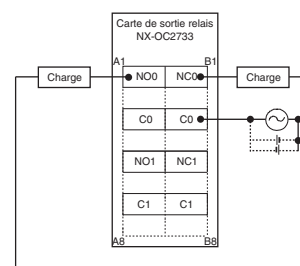 Carte de sortie relais
NX-OC2733
A1 B1
Charge NO0 NC0 Charge
C0 C0
NO1 NC1
C1 C1
A8 B8